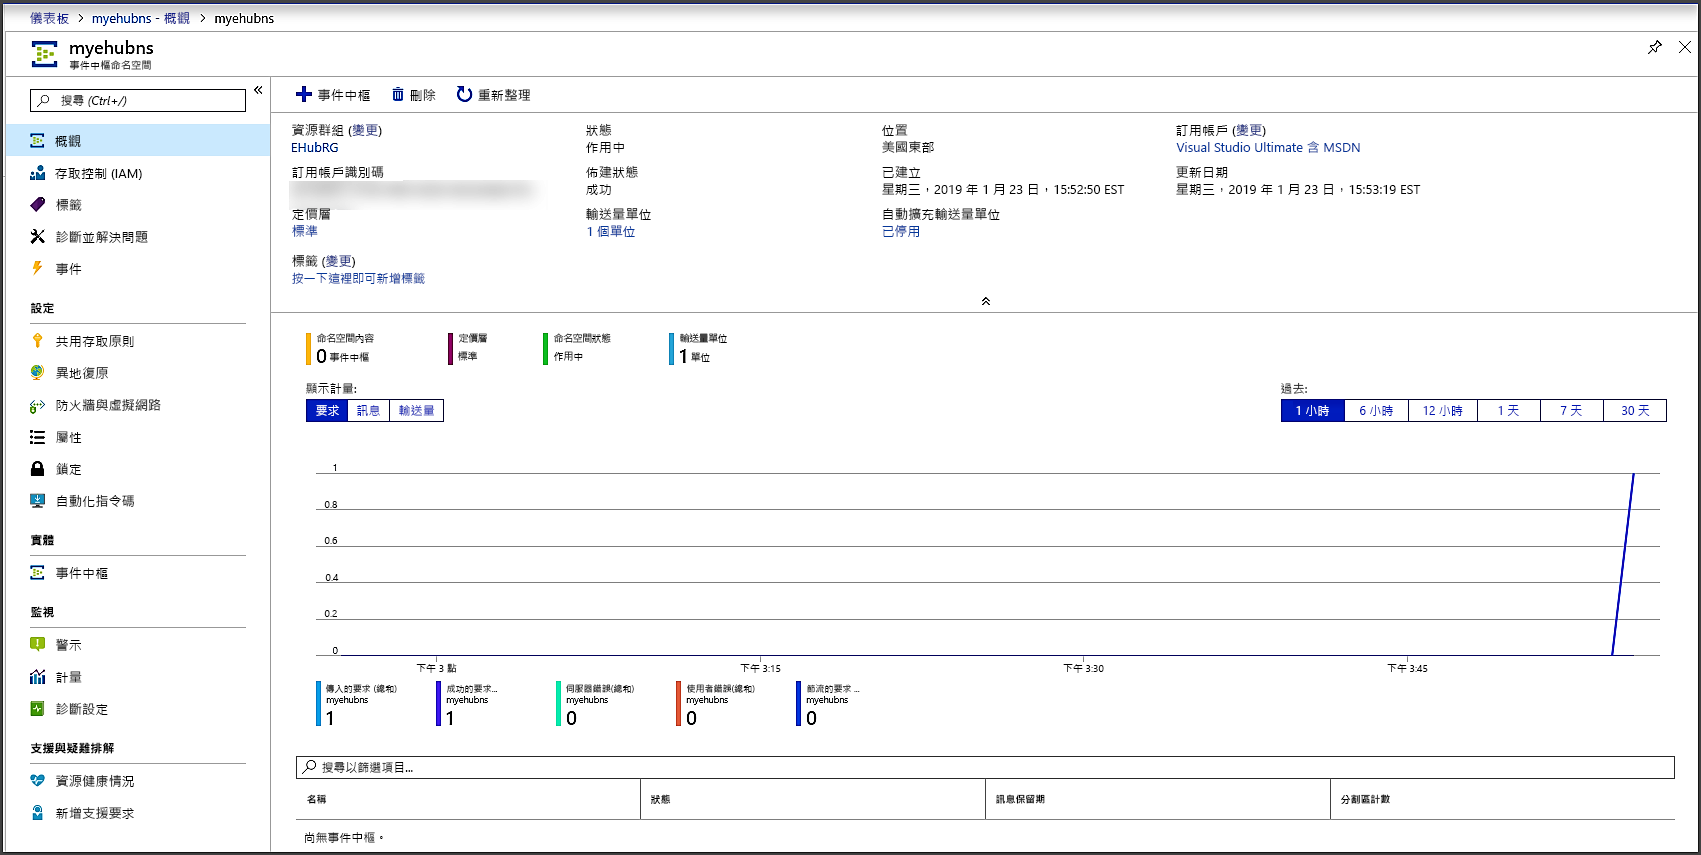 儀表板 > myehubns - 概觀 > myehubns
myehubns
事件中樞命名空間
搜尋 (Ctrl+/)
概觀
存取控制 (IAM)
標籤
診斷並解決問題
事件
設定
共用存取原則
異地復原
防火牆與虛擬網路
屬性
鎖定
自動化指令碼
實體
事件中樞
監視
警示
計量
診斷設定
支援與疑難排解
資源健康情況
新增支援要求
事件中樞 刪除 重新整理
資源群組 (變更)
EHubRG
狀態
作用中
位置
美國東部
訂用帳戶 (變更)
Visual Studio Ultimate 含 MSDN
訂用帳戶識別碼
佈建狀態
成功
已建立
星期三，2019 年 1 月 23 日，15:52:50 EST
更新日期
星期三，2019 年 1 月 23 日，15:53:19 EST
定價層
標準
輸送量單位
1 個單位
自動擴充輸送量單位
已停用
標籤 (變更)
按一下這裡即可新增標籤
命名空間內容
0 事件中樞
定價層
標準
命名空間狀態
作用中
輸送量單位
1 單位
顯示計量:
要求 訊息 輸送量
過去:
1 小時 6 小時 12 小時 1 天 7 天 30 天
1
0.8
0.6
0.4
0.2
0
下午 3 點 下午 3:15 下午 3:30 下午 3:45
傳入的要求 (總和)
myehubns
1
成功的要求...
myehubns
1
伺服器錯誤(總和)
myehubns
0
使用者錯誤(總和)
myehubns
0
節流的要求 ...
myehubns
0
搜尋以篩選項目...
名稱 狀態 訊息保留期 分割區計數
尚無事件中樞。